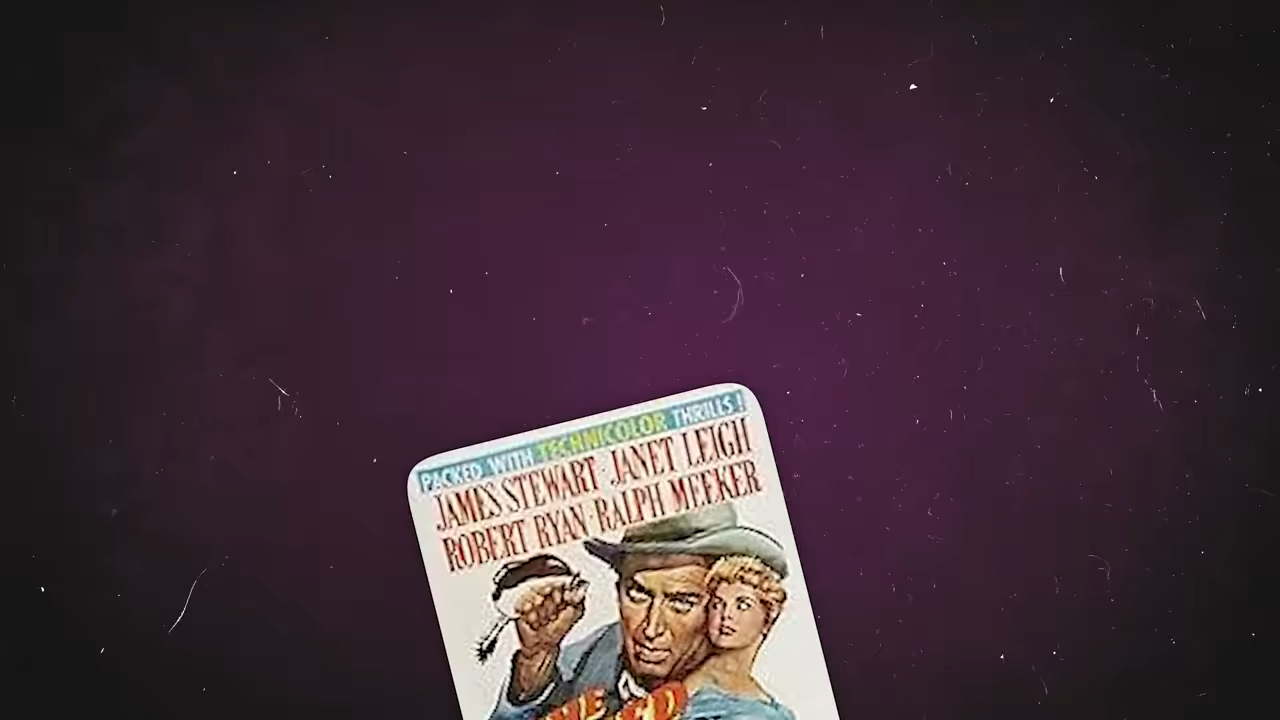 PACKED WITH TECHNICOLOR THRILLS!
JAMES STEWART · JANET LEIGH
ROBERT RYAN · RALPH MEEKER